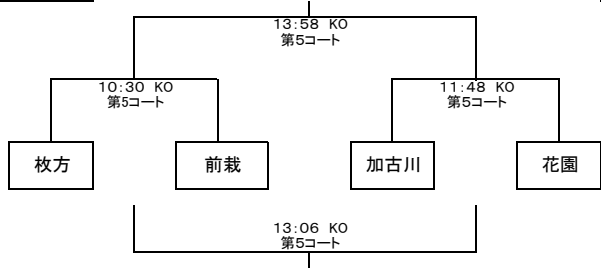 13:58 KO
第5コート
10:30 KO
第5コート
11:48 KO
第5コート
枚方
前栽
加古川
花園
13:06 KO
第5コート